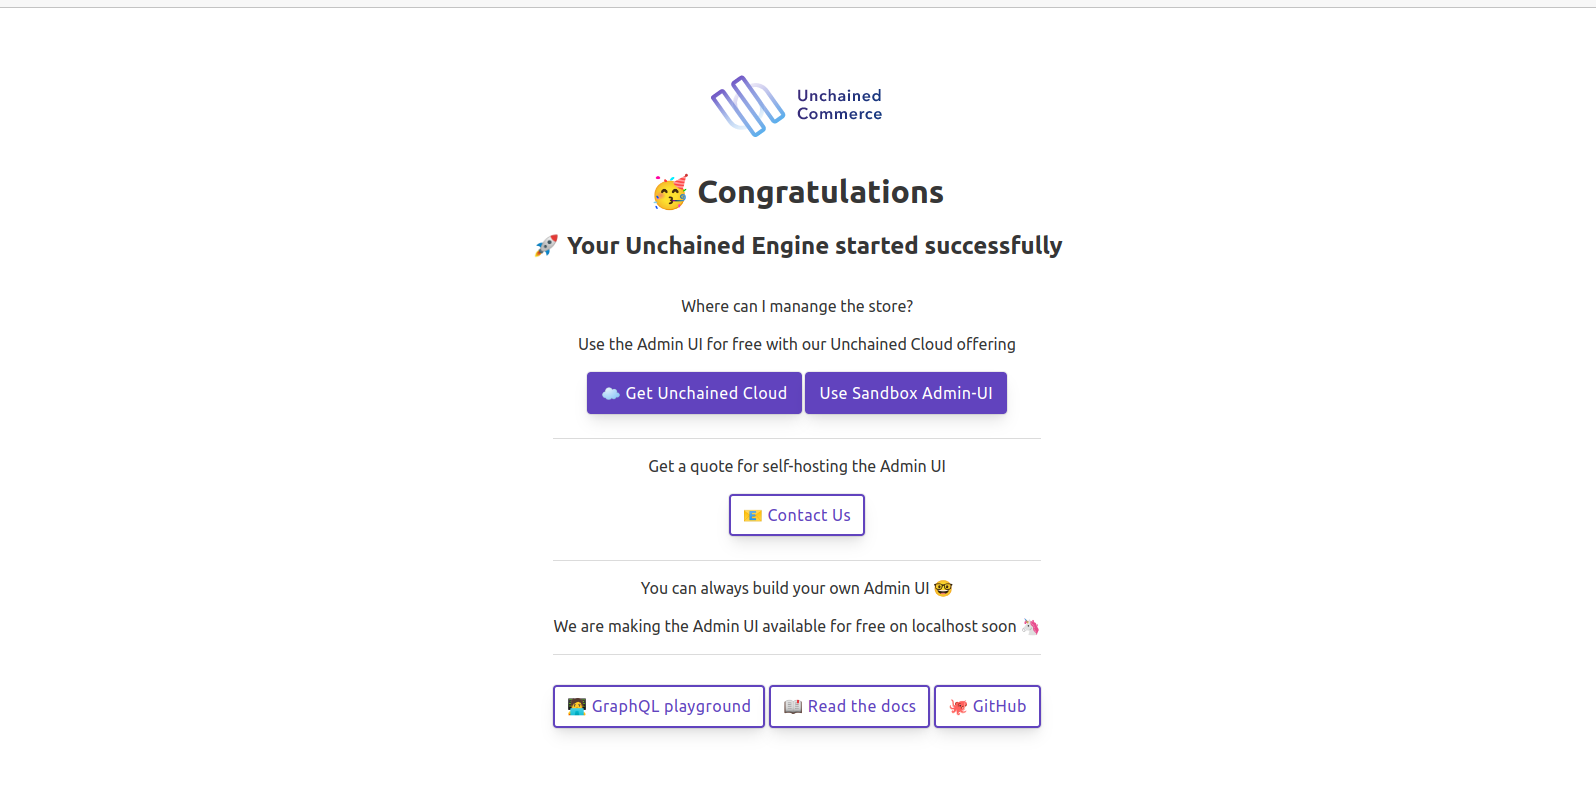 Unchained
Commerce
🥳 Congratulations
🚀 Your Unchained Engine started successfully
Where can I manange the store?
Use the Admin UI for free with our Unchained Cloud offering
☁️ Get Unchained Cloud
Use Sandbox Admin-UI
Get a quote for self-hosting the Admin UI
📧 Contact Us
You can always build your own Admin UI 🤓
We are making the Admin UI available for free on localhost soon 🦄
🧑‍💻 GraphQL playground
📖 Read the docs
🐙 GitHub